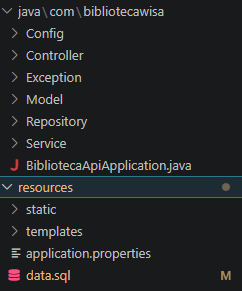 java\com\bibliotecawisa
Config
Controller
Exception
Model
Repository
Service
BibliotecaApiApplication.java
resources
static
templates
application.properties
data.sql M